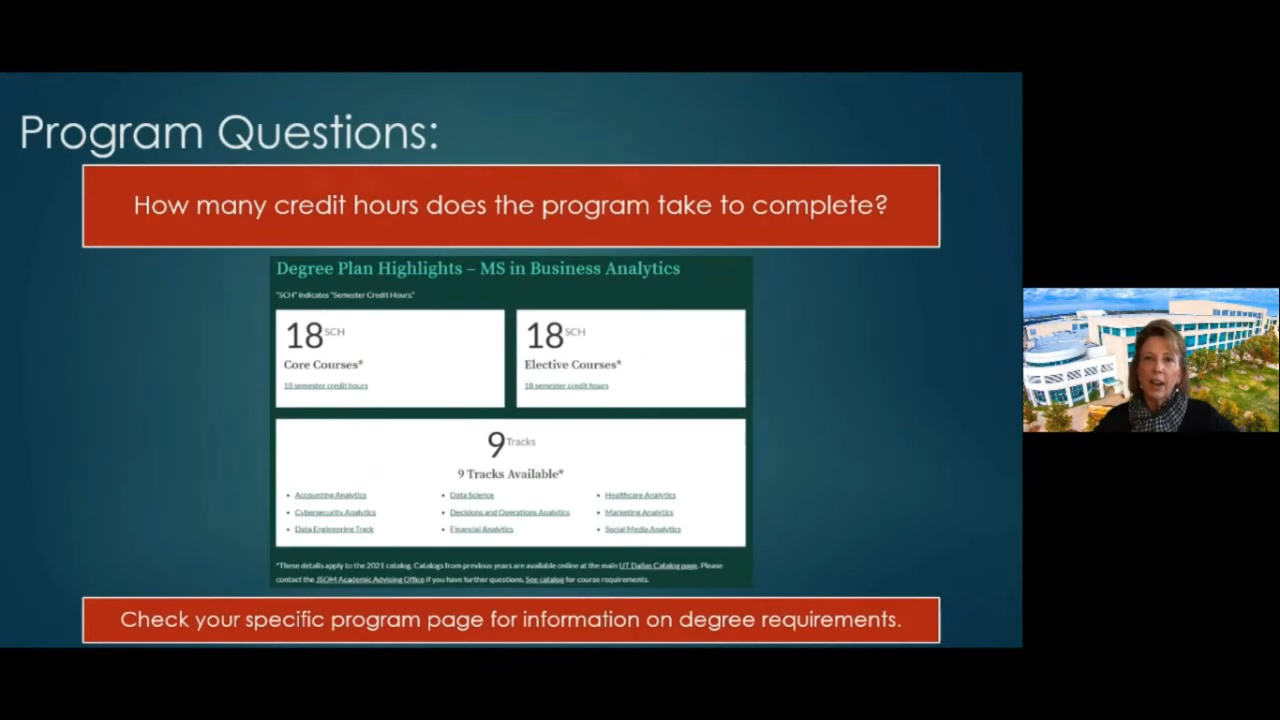 Program Questions:
How many credit hours does the program take to complete?
Degree Plan Highlights – MS in Business Analytics
"SCH" Indicates "Semester Credit Hours."
18 SCH
Core Courses*
18 semester credit hours
18 SCH
Elective Courses*
18 semester credit hours
9 Tracks
9 Tracks Available*
• Accounting Analytics
• Cybersecurity Analytics
• Data Engineering Track
• Data Science
• Decisions and Operations Analytics
• Financial Analytics
• Healthcare Analytics
• Marketing Analytics
• Social Media Analytics
*These details apply to the 2021 catalog. Catalogs from previous years are available online at the main UT Dallas Catalog page. Please
contact the JSOM Academic Advising Office if you have further questions. See catalog for course requirements.
Check your specific program page for information on degree requirements.